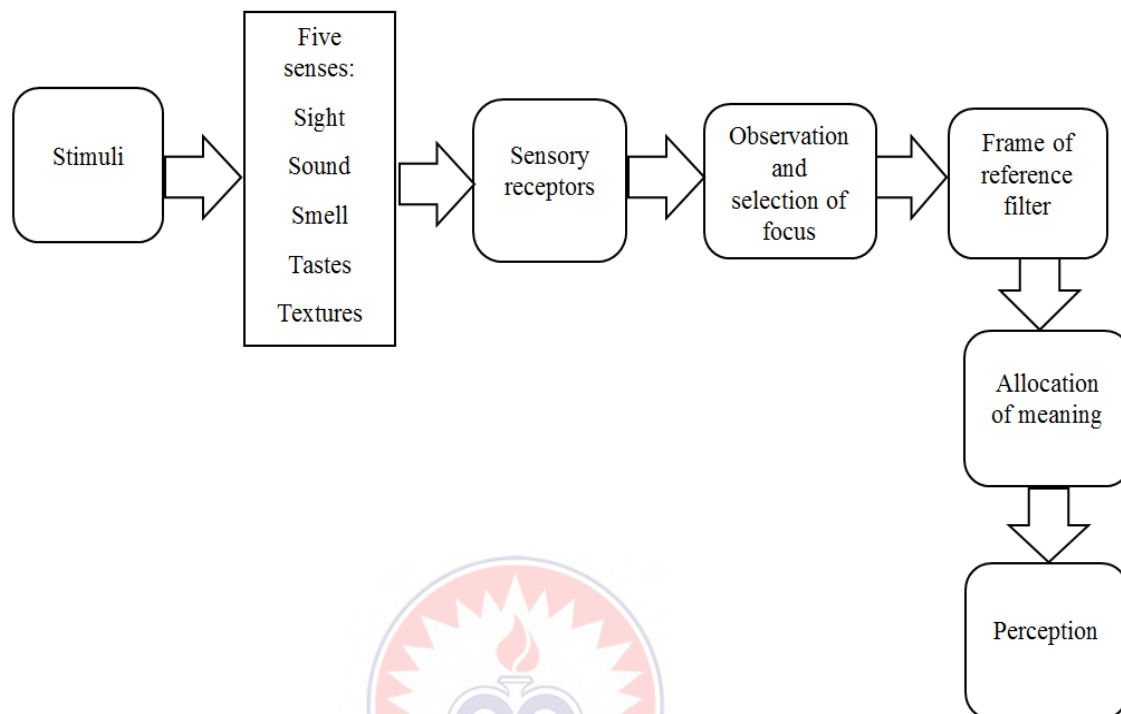 Stimuli
Five
senses:
Sight
Sound
Smell
Tastes
Textures
Sensory
receptors
Observation
and
selection of
focus
Frame of
reference
filter
Allocation
of meaning
Perception